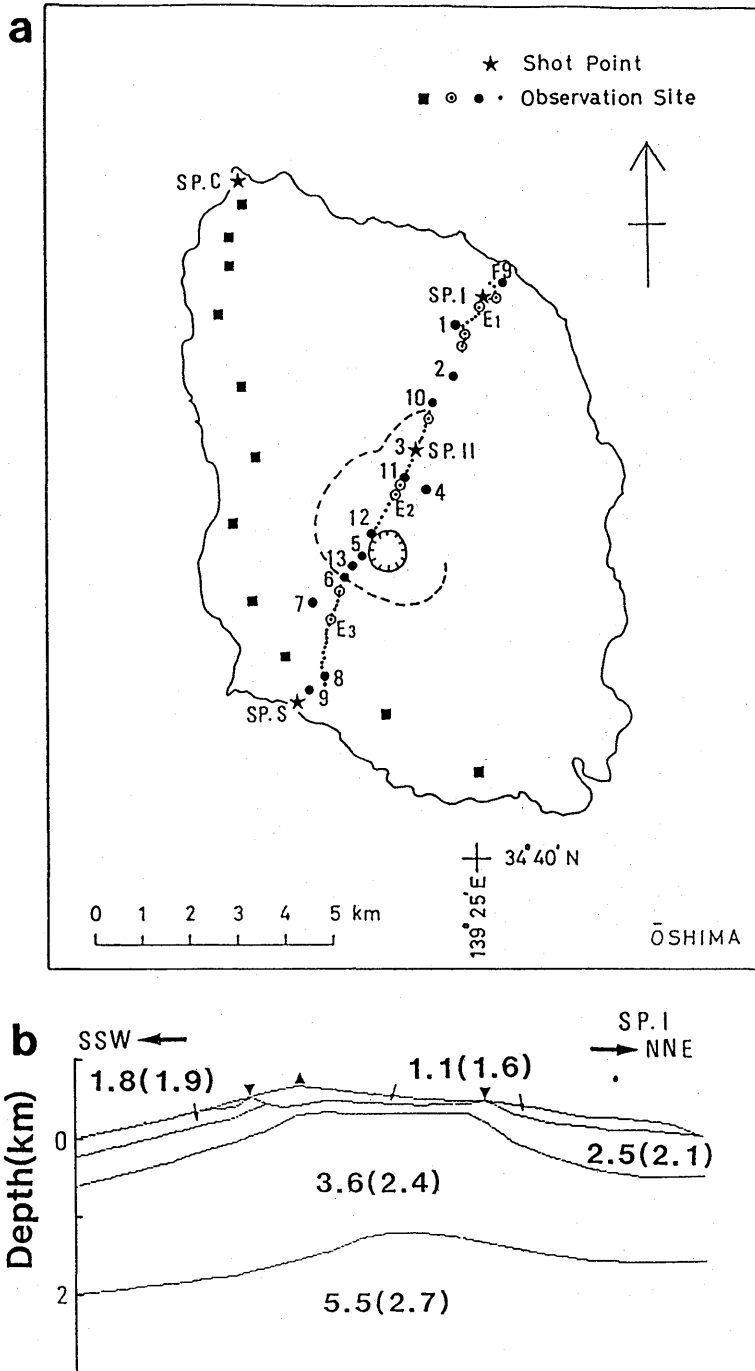 a
★ Shot Point
■ ⊙ ● · Observation Site
SP.C
F9
SP.I
E1
1
2
10
3 SP.II
11
4
E2
12
5
13
6
7
E3
8
9
SP.S
34°40'N
139°25'E
0 1 2 3 4 5 km
ŌSHIMA
b
SSW
SP.I
NNE
1.8(1.9)
1.1(1.6)
0
2.5(2.1)
3.6(2.4)
Depth(km)
2
5.5(2.7)